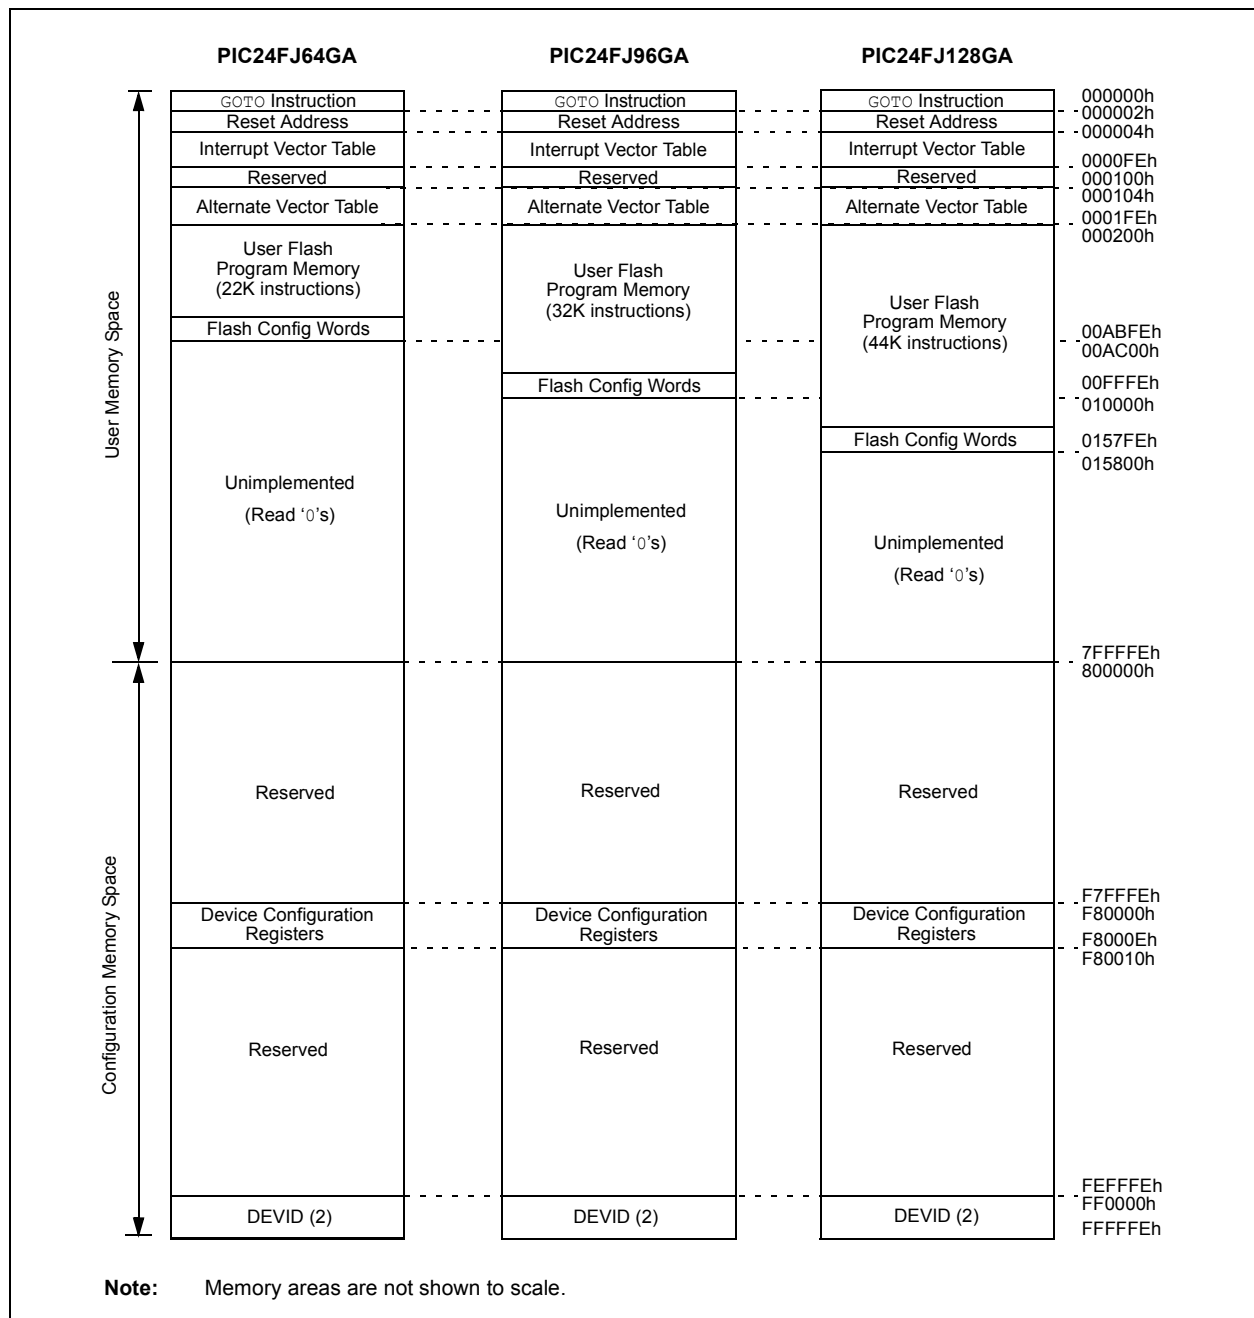 PIC24FJ64GA
PIC24FJ96GA
PIC24FJ128GA
GOTO Instruction
GOTO Instruction
GOTO Instruction
000000h
Reset Address
Reset Address
Reset Address
000002h
000004h
Interrupt Vector Table
Interrupt Vector Table
Interrupt Vector Table
0000FEh
Reserved
Reserved
Reserved
000100h
000104h
Alternate Vector Table
Alternate Vector Table
Alternate Vector Table
0001FEh
000200h
User Flash
Program Memory
(22K instructions)
User Flash
Program Memory
(32K instructions)
User Flash
Program Memory
(44K instructions)
Flash Config Words
00ABFEh
00AC00h
Flash Config Words
00FFFEh
010000h
Flash Config Words
0157FEh
015800h
User Memory Space
Unimplemented
(Read ‘0’s)
Unimplemented
(Read ‘0’s)
Unimplemented
(Read ‘0’s)
7FFFFEh
800000h
Reserved
Reserved
Reserved
Configuration Memory Space
F7FFFEh
F80000h
Device Configuration
Registers
Device Configuration
Registers
Device Configuration
Registers
F8000Eh
F80010h
Reserved
Reserved
Reserved
FEFFFEh
FF0000h
DEVID (2)
DEVID (2)
DEVID (2)
FFFFFEh
Note: Memory areas are not shown to scale.